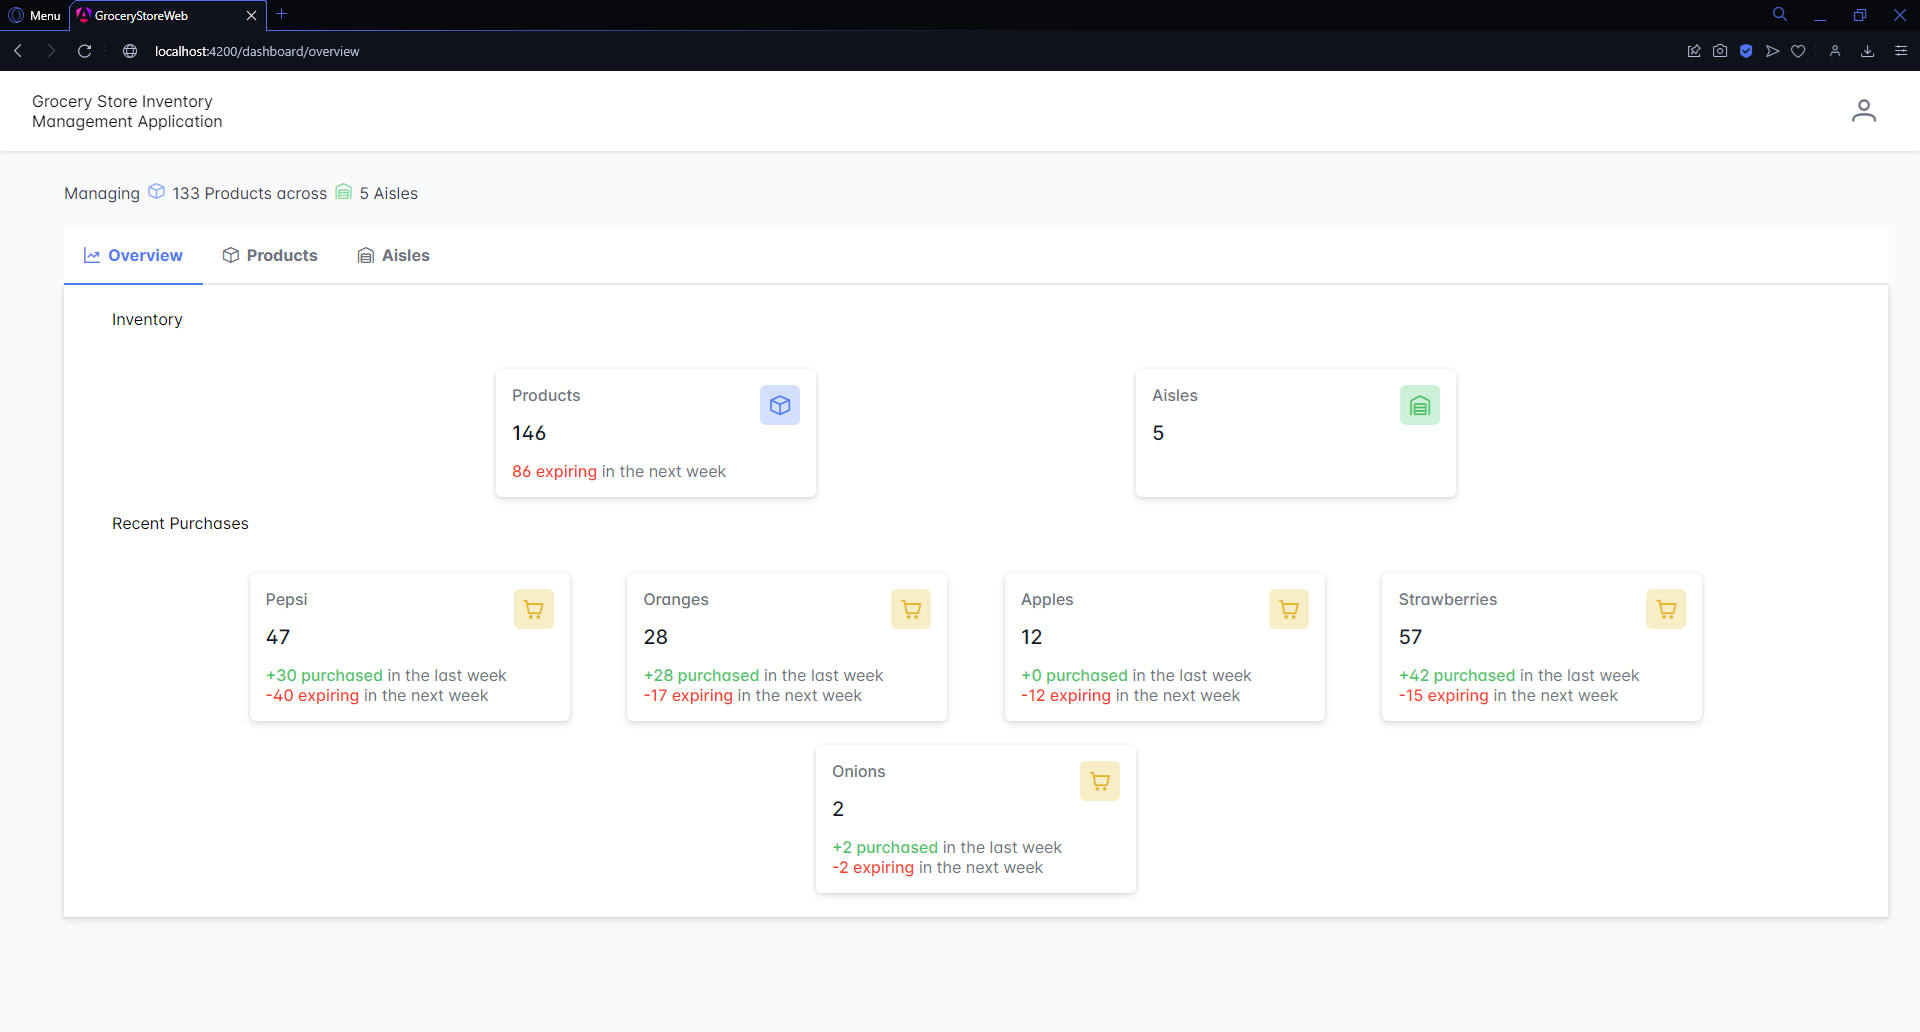 Menu
GroceryStoreWeb
localhost:4200/dashboard/overview
Grocery Store Inventory
Management Application
Managing 133 Products across 5 Aisles
Overview Products Aisles
Inventory
Products
146
86 expiring in the next week
Aisles
5
Recent Purchases
Pepsi
47
+30 purchased in the last week
-40 expiring in the next week
Oranges
28
+28 purchased in the last week
-17 expiring in the next week
Apples
12
+0 purchased in the last week
-12 expiring in the next week
Strawberries
57
+42 purchased in the last week
-15 expiring in the next week
Onions
2
+2 purchased in the last week
-2 expiring in the next week